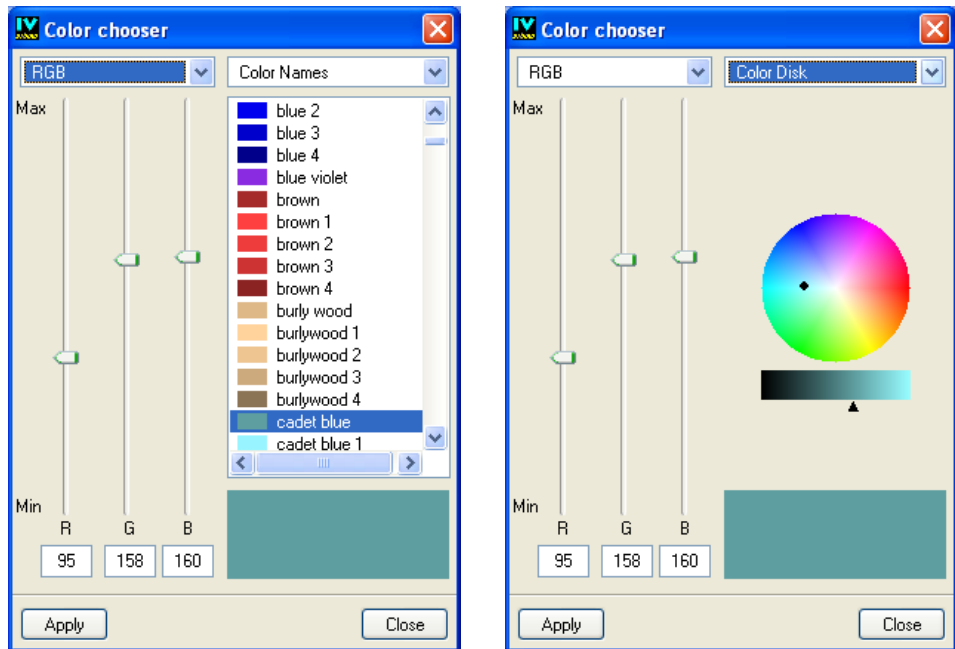 IV Color chooser
RGB
Color Names
Max
blue 2
blue 3
blue 4
blue violet
brown
brown 1
brown 2
brown 3
brown 4
burly wood
burlywood 1
burlywood 2
burlywood 3
burlywood 4
cadet blue
cadet blue 1
Min
R G B
95 158 160
Apply Close
IV Color chooser
RGB
Color Disk
Max
Min
R G B
95 158 160
Apply Close